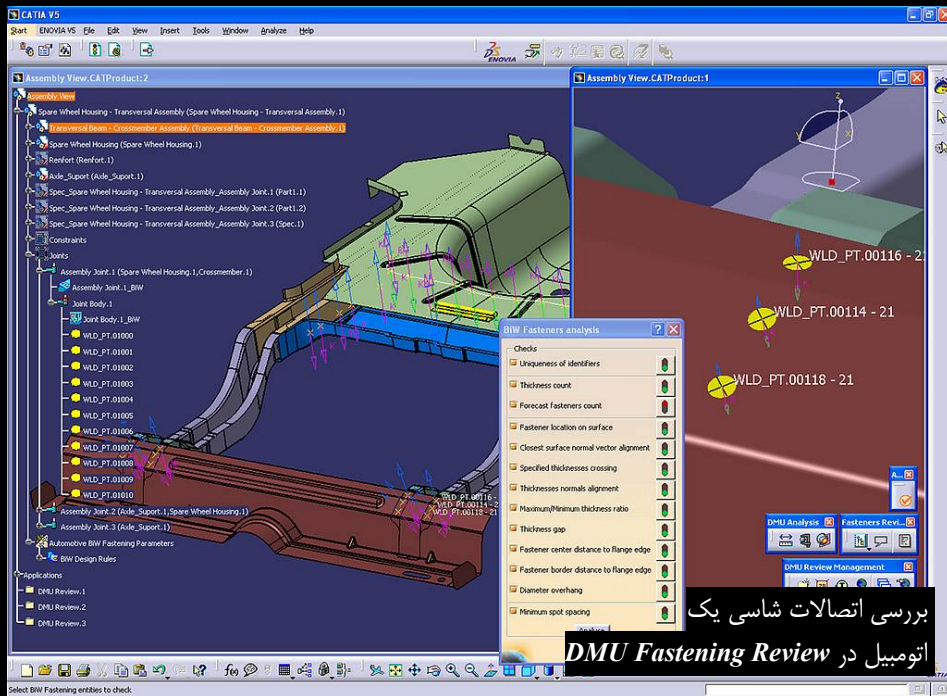 CATIA V5
Start ENOVIA V5 File Edit View Insert Tools Window Analyze Help
ENOVIA
Assembly View.CATProduct:2
Assembly View
Spare Wheel Housing - Transversal Assembly (Spare Wheel Housing - Transversal Assembly.1)
Transversal Beam - Crossmember Assembly (Transversal Beam - Crossmember Assembly.1)
Spare Wheel Housing (Spare Wheel Housing.1)
Renfort (Renfort.1)
Axle_Suport (Axle_Suport.1)
Spec_Spare Wheel Housing - Transversal Assembly_Assembly Joint.1 (Part1.1)
Spec_Spare Wheel Housing - Transversal Assembly_Assembly Joint.2 (Part1.2)
Spec_Spare Wheel Housing - Transversal Assembly_Assembly Joint.3 (Spec.1)
Constraints
Joints
Assembly Joint.1 (Spare Wheel Housing.1,Crossmember.1)
Assembly Joint.1_BiW
Joint Body.1
Joint Body.1_BiW
WLD_PT.01000
WLD_PT.01001
WLD_PT.01002
WLD_PT.01003
WLD_PT.01004
WLD_PT.01005
WLD_PT.01006
WLD_PT.01007
WLD_PT.01008
WLD_PT.01009
WLD_PT.01010
Assembly Joint.2 (Axle_Suport.1,Spare Wheel Housing.1)
Assembly Joint.3 (Axle_Suport.1)
Automotive BiW Fastening Parameters
BiW Design Rules
Applications
DMU Review.1
DMU Review.2
DMU Review.3
WLD_PT.00116 -
WLD_PT.00114 - 2
WLD_PT.00118 - 21
Assembly View.CATProduct:1
z
y
x
WLD_PT.00116 - 2
WLD_PT.00114 - 21
WLD_PT.00118 - 21
BiW Fasteners analysis
Checks
Uniqueness of identifiers
Thickness count
Forecast fasteners count
Fastener location on surface
Closest surface normal vector alignment
Specified thicknesses crossing
Thicknesses normals alignment
Maximum/Minimum thickness ratio
Thickness gap
Fastener center distance to flange edge
Fastener border distance to flange edge
Diameter overhang
Minimum spot spacing
A...
DMU Analysis
Fasteners Revi...
DMU Review Management
بررسی اتصالات شاسی یک
اتومبیل در DMU Fastening Review
Select BiW Fastening entities to check